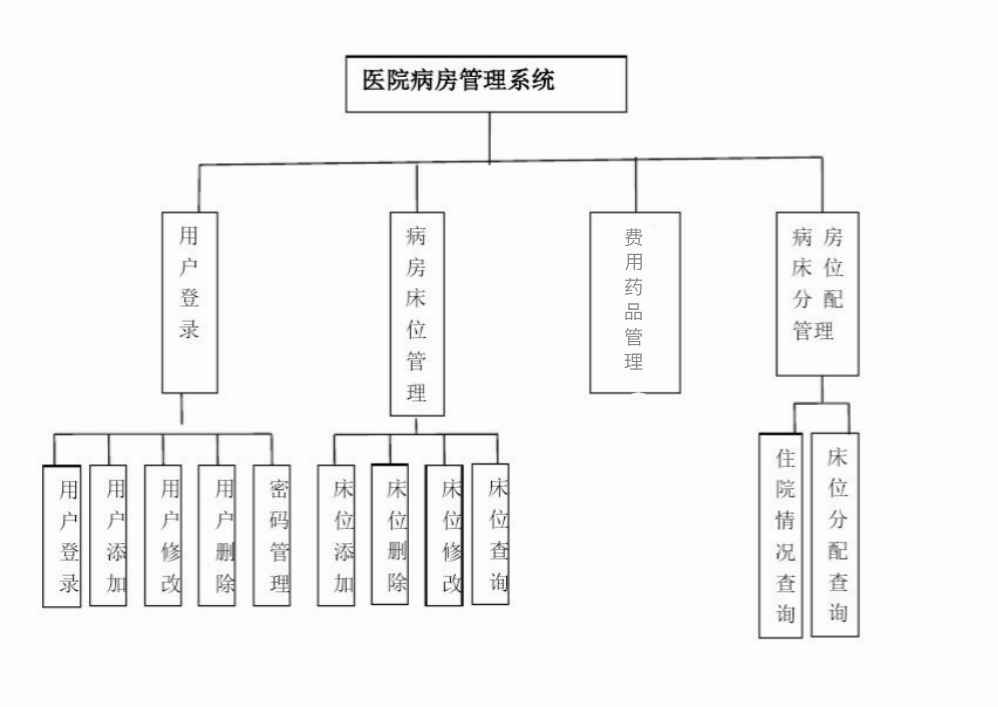 医院病房管理系统
用户登录
病房床位管理
费用药品管理
病房
床位
分配
管理
用户登录
用户添加
用户修改
用户删除
密码管理
床位添加
床位删除
床位修改
床位查询
住院情况查询
床位分配查询